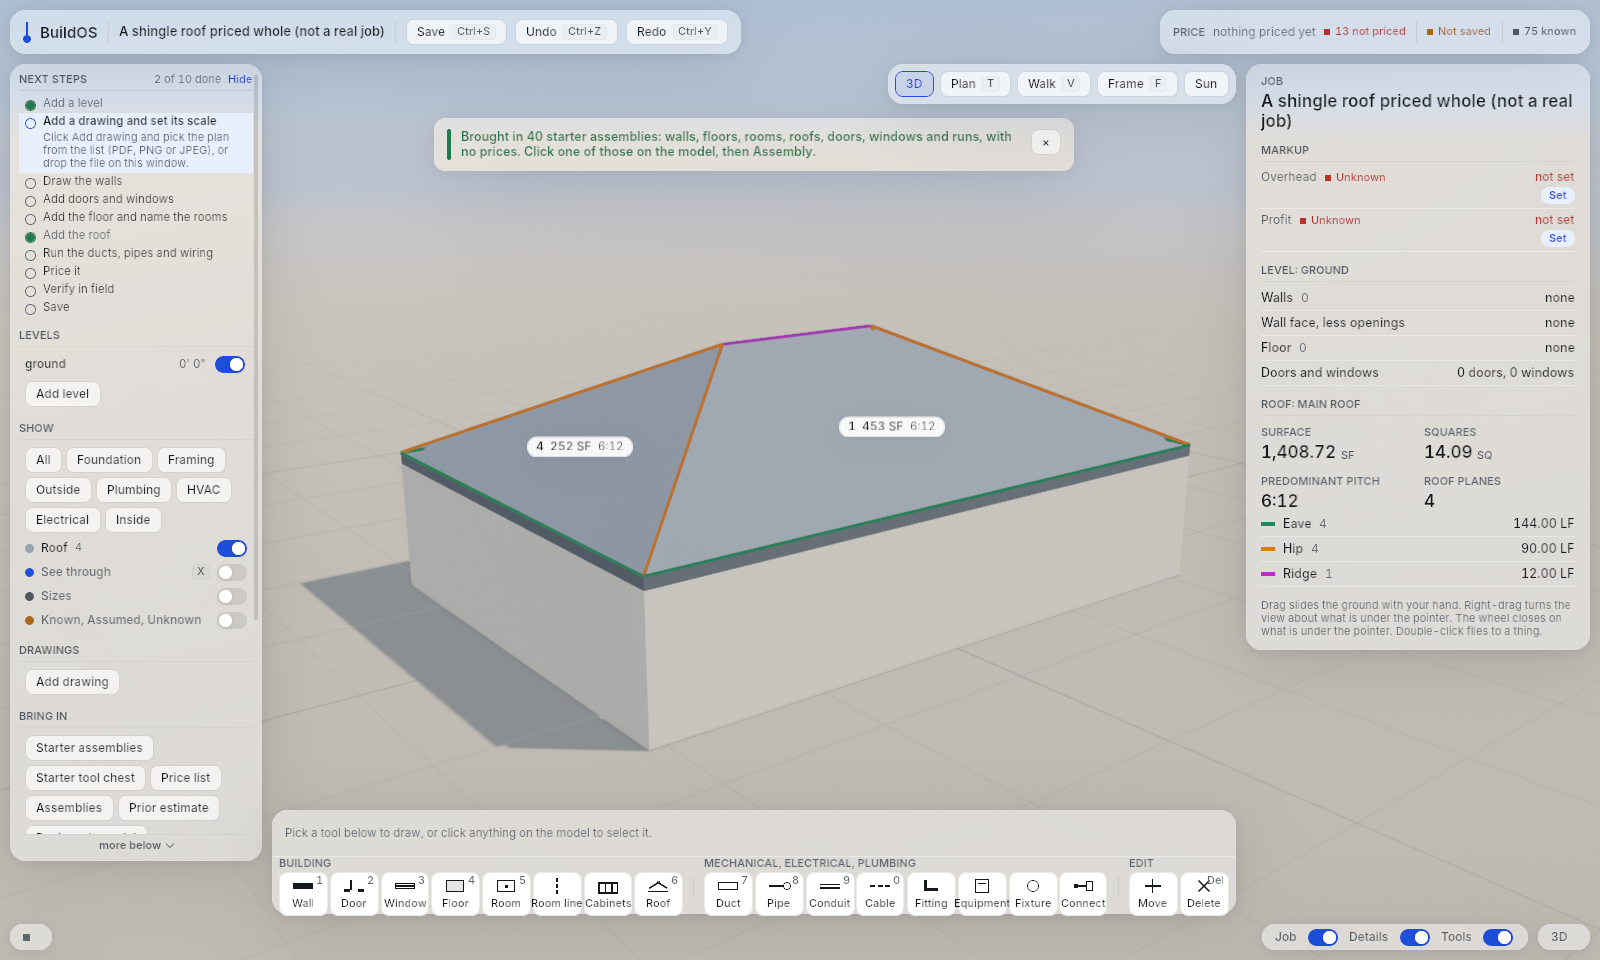 BuildOS
A shingle roof priced whole (not a real job)
Save Ctrl+S
Undo Ctrl+Z
Redo Ctrl+Y
PRICE nothing priced yet 13 not priced Not saved 75 known
NEXT STEPS 2 of 10 done Hide
Add a level
Add a drawing and set its scale
Click Add drawing and pick the plan
from the list (PDF, PNG or JPEG), or
drop the file on this window.
Draw the walls
Add doors and windows
Add the floor and name the rooms
Add the roof
Run the ducts, pipes and wiring
Price it
Verify in field
Save
LEVELS
ground 0' 0"
Add level
SHOW
All Foundation Framing
Outside Plumbing HVAC
Electrical Inside
Roof 4
See through X
Sizes
Known, Assumed, Unknown
DRAWINGS
Add drawing
BRING IN
Starter assemblies
Starter tool chest Price list
Assemblies Prior estimate
more below
3D Plan T Walk V Frame F Sun
Brought in 40 starter assemblies: walls, floors, rooms, roofs, doors, windows and runs, with
no prices. Click one of those on the model, then Assembly.
×
4 252 SF 6:12
1 453 SF 6:12
JOB
A shingle roof priced whole (not a real
job)
MARKUP
Overhead Unknown not set
Set
Profit Unknown not set
Set
LEVEL: GROUND
Walls 0 none
Wall face, less openings none
Floor 0 none
Doors and windows 0 doors, 0 windows
ROOF: MAIN ROOF
SURFACE SQUARES
1,408.72 SF 14.09 SQ
PREDOMINANT PITCH ROOF PLANES
6:12 4
Eave 4 144.00 LF
Hip 4 90.00 LF
Ridge 1 12.00 LF
Drag slides the ground with your hand. Right-drag turns the
view about what is under the pointer. The wheel closes on
what is under the pointer. Double-click flies to a thing.
Pick a tool below to draw, or click anything on the model to select it.
BUILDING MECHANICAL, ELECTRICAL, PLUMBING EDIT
1 2 3 4 5 6 7 8 9 0 Del
Wall Door Window Floor Room Room line Cabinets Roof Duct Pipe Conduit Cable Fitting Equipment Fixture Connect Move Delete
Job Details Tools 3D